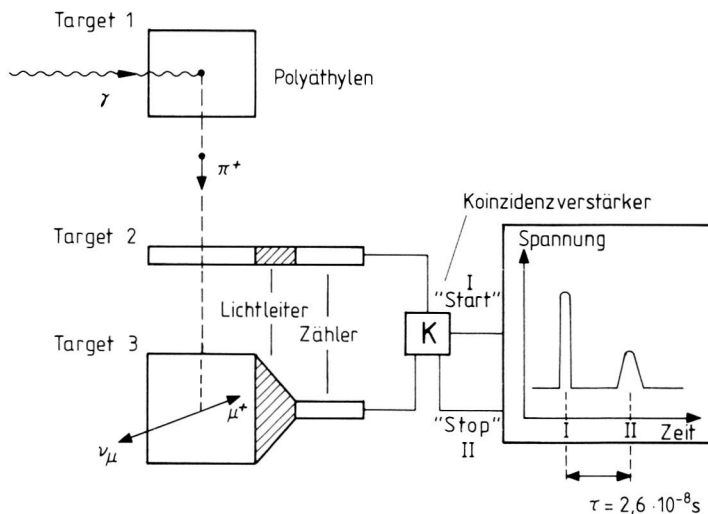 Target 1
Polyäthylen
γ
π⁺
Koinzidenzverstärker
Target 2
Spannung
I
"Start"
Lichtleiter
K
Zähler
Target 3
μ⁺
"Stop"
II
I
II
Zeit
ν_μ
τ = 2,6 · 10⁻⁸s